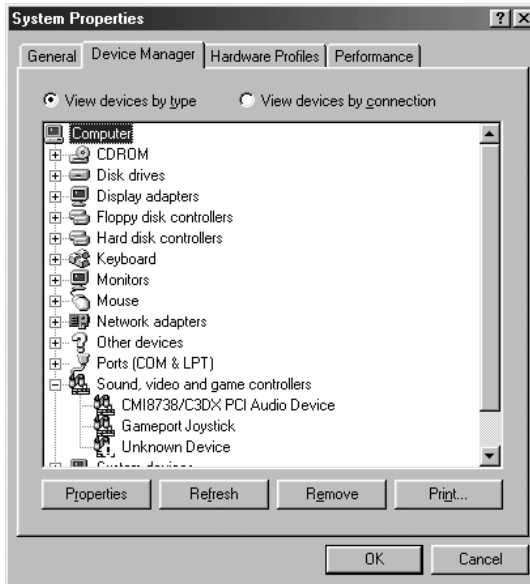 System Properties
General
Device Manager
Hardware Profiles
Performance
View devices by type
View devices by connection
Computer
CDROM
Disk drives
Display adapters
Floppy disk controllers
Hard disk controllers
Keyboard
Monitors
Mouse
Network adapters
Other devices
Ports (COM & LPT)
Sound, video and game controllers
CMI8738/C3DX PCI Audio Device
Gameport Joystick
Unknown Device
System devices
Properties
Refresh
Remove
Print...
OK
Cancel